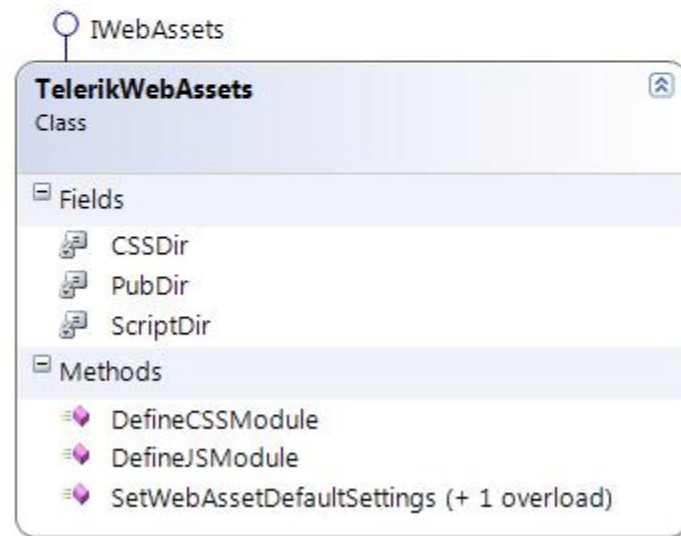 IWebAssets
TelerikWebAssets
Class
Fields
CSSDir
PubDir
ScriptDir
Methods
DefineCSSModule
DefineJSModule
SetWebAssetDefaultSettings (+ 1 overload)